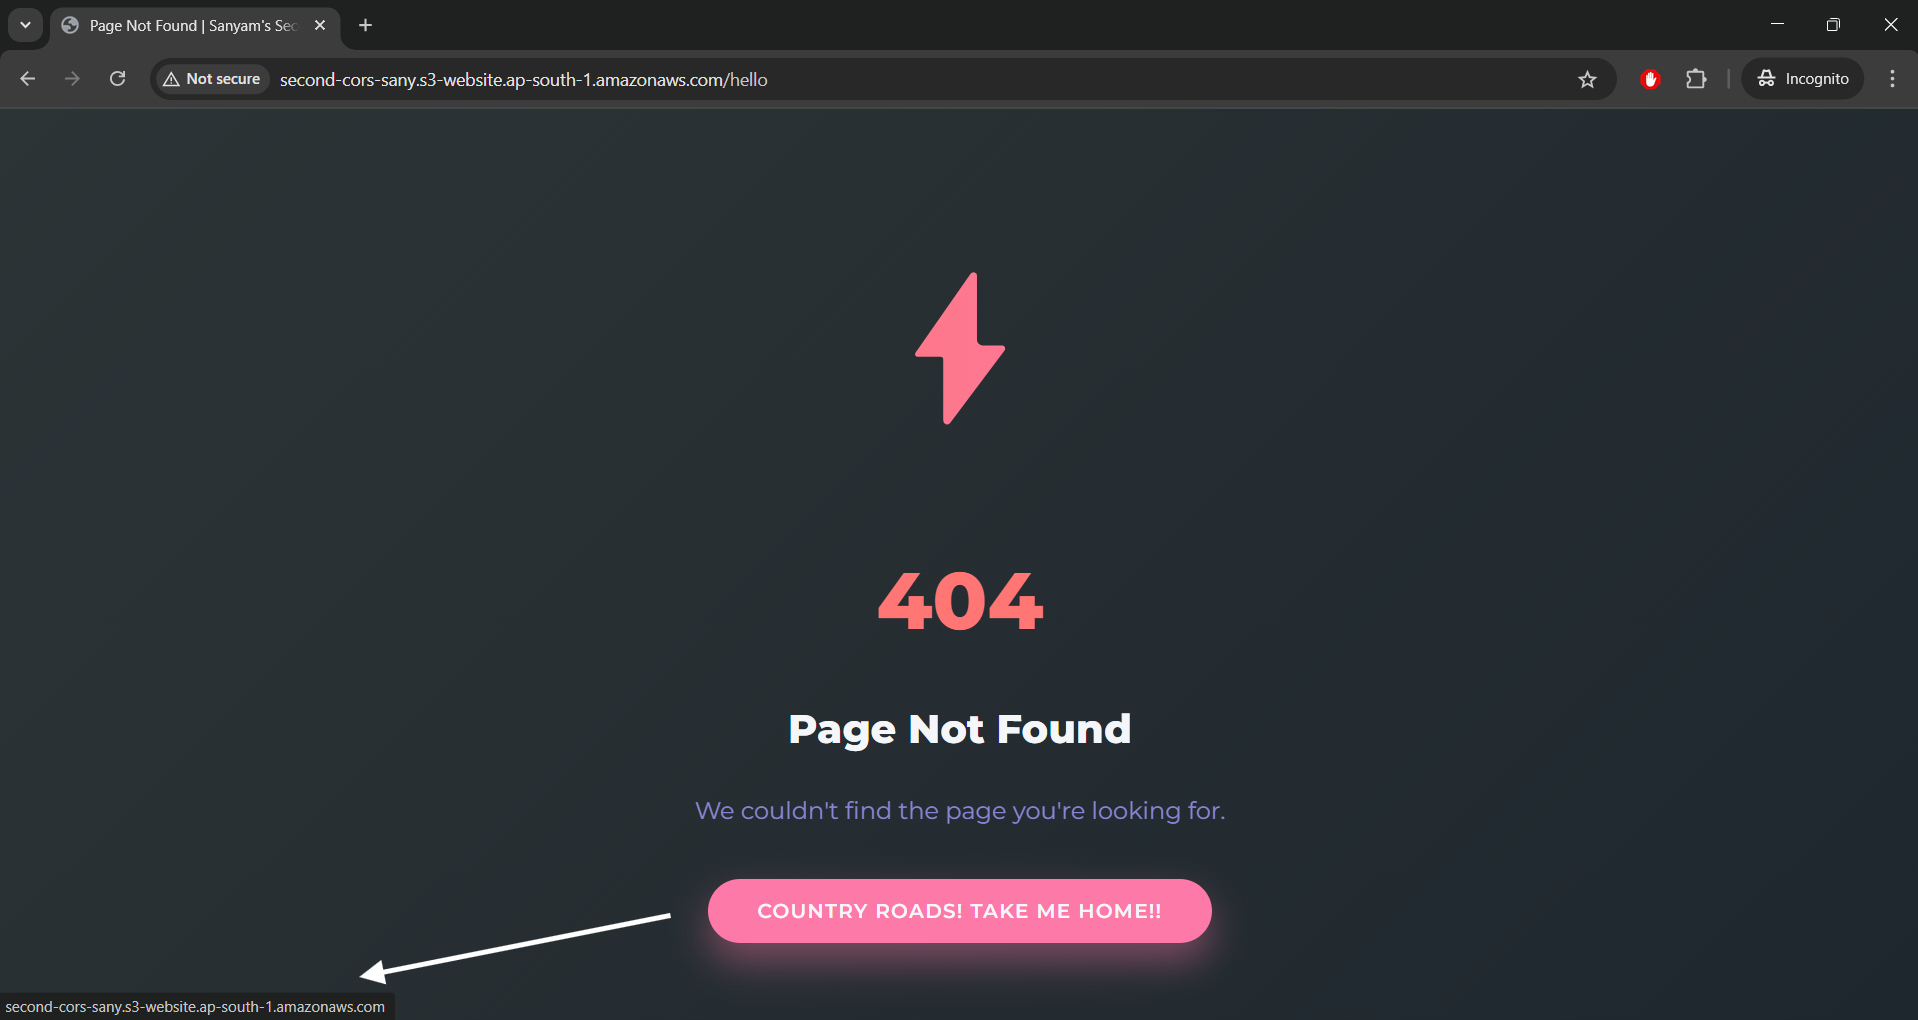 Page Not Found | Sanyam's Sec
Not secure
second-cors-sany.s3-website.ap-south-1.amazonaws.com/hello
Incognito
404
Page Not Found
We couldn't find the page you're looking for.
COUNTRY ROADS! TAKE ME HOME!!
second-cors-sany.s3-website.ap-south-1.amazonaws.com